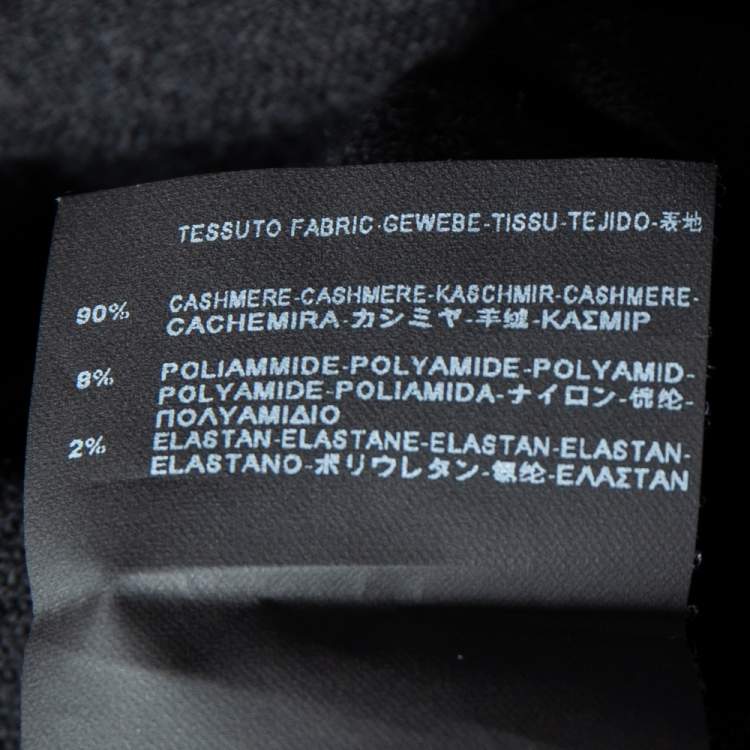 TESSUTO FABRIC-GEWEBE-TISSU-TEJIDO-表地
90% CASHMERE-CASHMERE-KASCHMIR-CASHMERE-
CACHEMIRA-カシミヤ-羊绒-ΚΑΣΜΙΡ
8% POLIAMMIDE-POLYAMIDE-POLYAMID-
POLYAMIDE-POLIAMIDA-ナイロン-锦纶-
ΠΟΛΥΑΜΙΔΙΟ
2% ELASTAN-ELASTANE-ELASTAN-ELASTAN-
ELASTANO-ポリウレタン-氨纶-ΕΛΑΣΤΑΝ